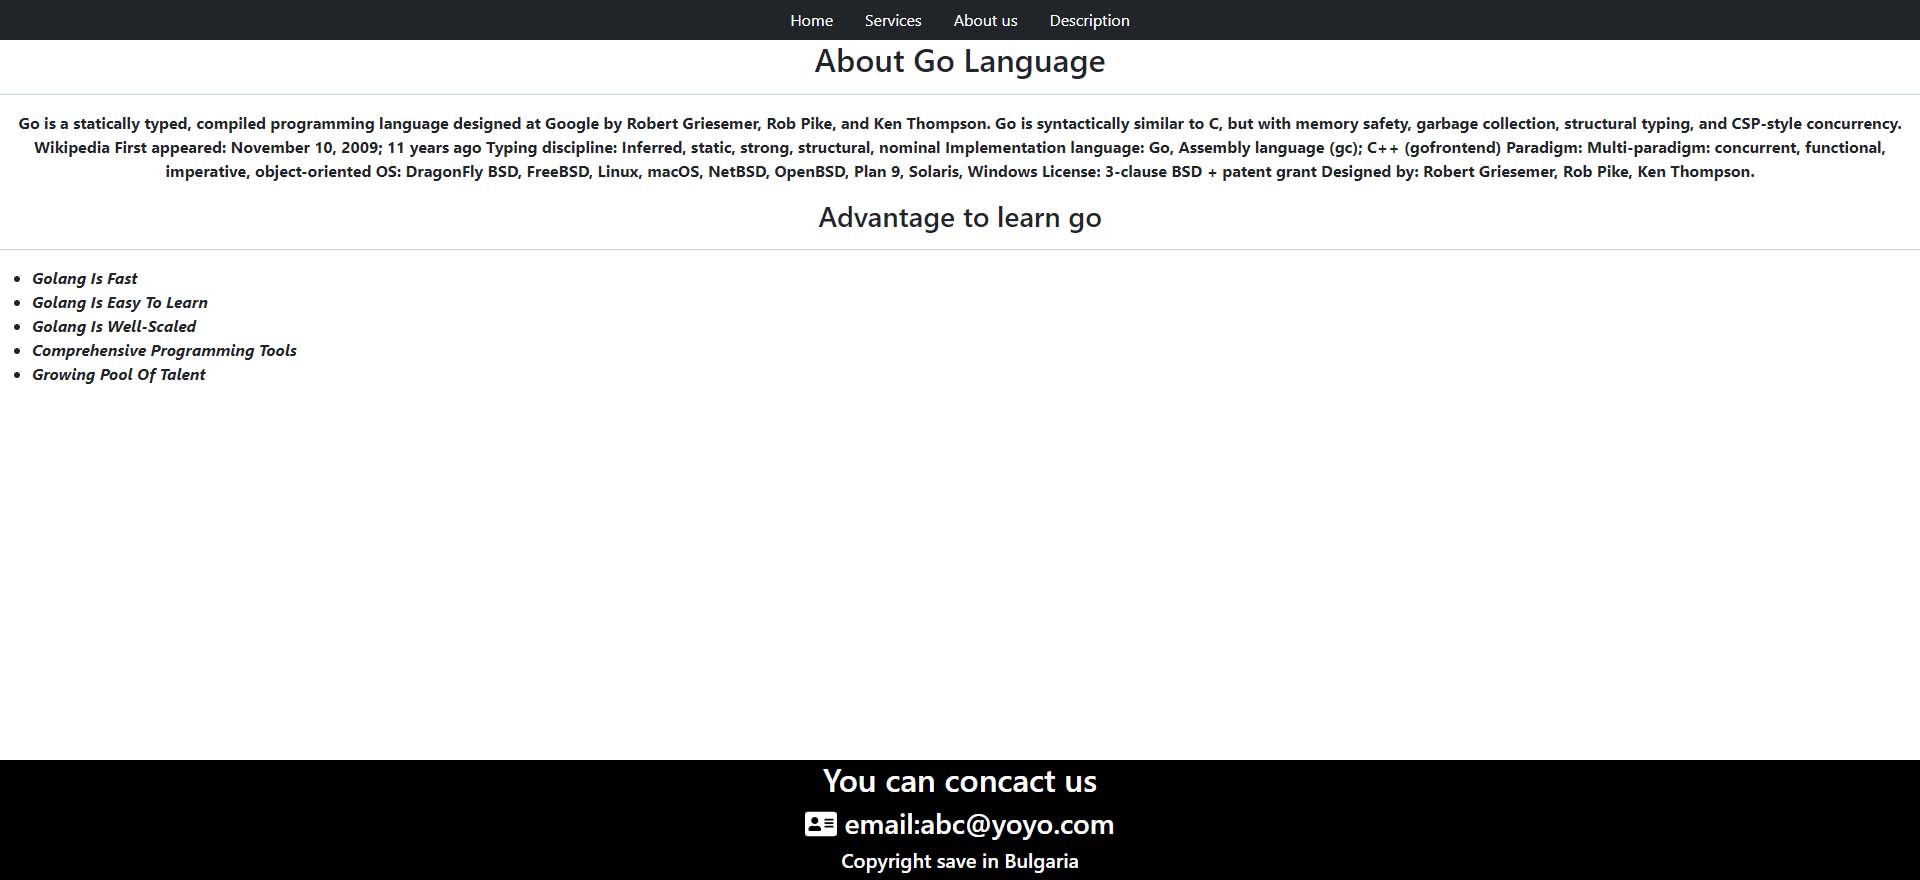 Home Services About us Description
About Go Language
Go is a statically typed, compiled programming language designed at Google by Robert Griesemer, Rob Pike, and Ken Thompson. Go is syntactically similar to C, but with memory safety, garbage collection, structural typing, and CSP-style concurrency.
Wikipedia First appeared: November 10, 2009; 11 years ago Typing discipline: Inferred, static, strong, structural, nominal Implementation language: Go, Assembly language (gc); C++ (gofrontend) Paradigm: Multi-paradigm: concurrent, functional,
imperative, object-oriented OS: DragonFly BSD, FreeBSD, Linux, macOS, NetBSD, OpenBSD, Plan 9, Solaris, Windows License: 3-clause BSD + patent grant Designed by: Robert Griesemer, Rob Pike, Ken Thompson.
Advantage to learn go
• Golang Is Fast
• Golang Is Easy To Learn
• Golang Is Well-Scaled
• Comprehensive Programming Tools
• Growing Pool Of Talent
You can concact us
email:abc@yoyo.com
Copyright save in Bulgaria